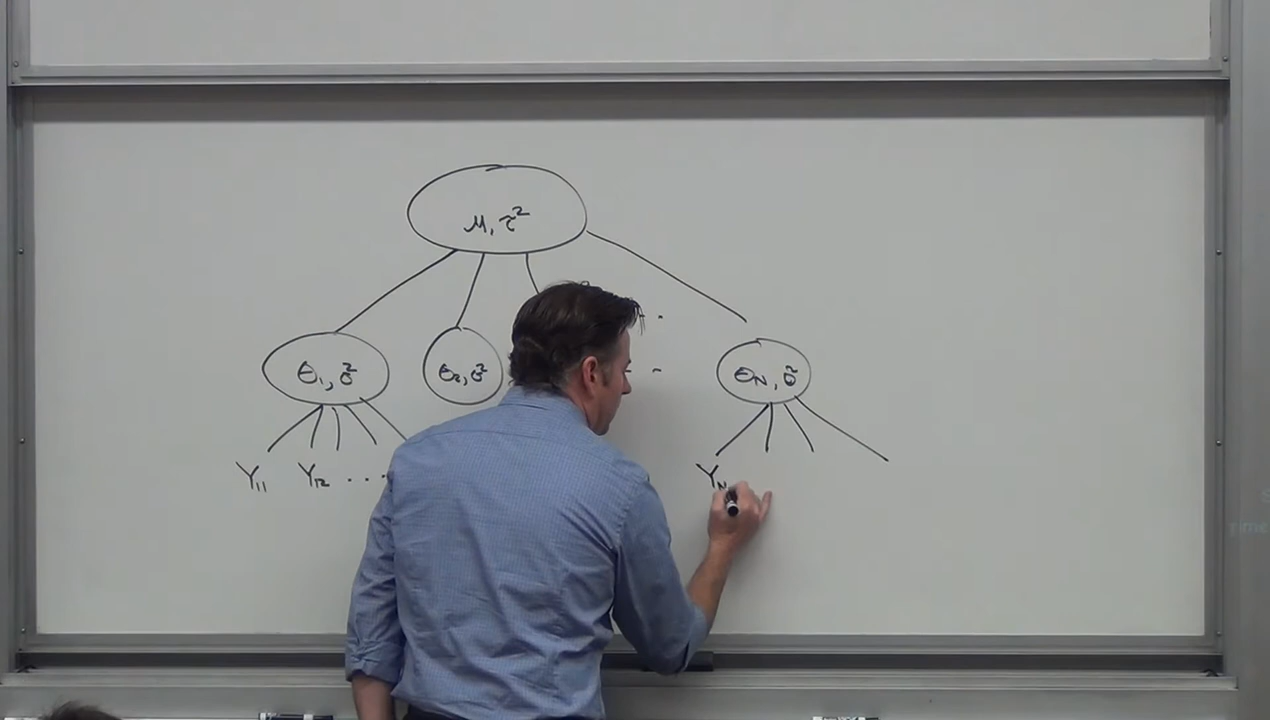 μ, τ²
θ₁, σ² θ₂, σ² θN, σ²
Y₁₁ Y₁₂ ... YN